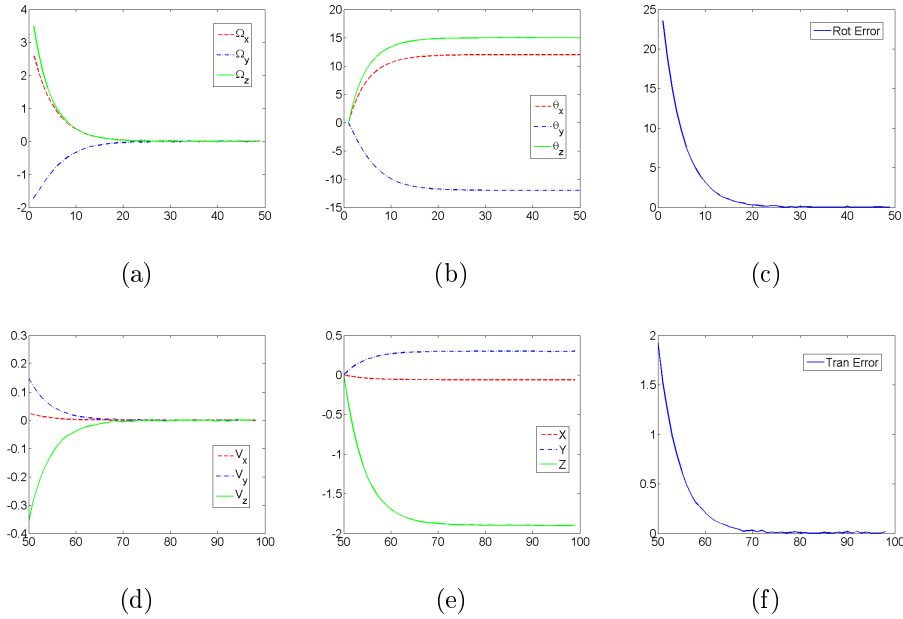 4
3
2
1
0
-1
-2
0 10 20 30 40 50
Ωx
Ωy
Ωz
(a)
20
15
10
5
0
-5
-10
-15
0 10 20 30 40 50
θx
θy
θz
(b)
25
20
15
10
5
0
0 10 20 30 40 50
Rot Error
(c)
0.3
0.2
0.1
0
-0.1
-0.2
-0.3
-0.4
50 60 70 80 90 100
Vx
Vy
Vz
(d)
0.5
0
-0.5
-1
-1.5
-2
50 60 70 80 90 100
X
Y
Z
(e)
2
1.5
1
0.5
0
50 60 70 80 90 100
Tran Error
(f)